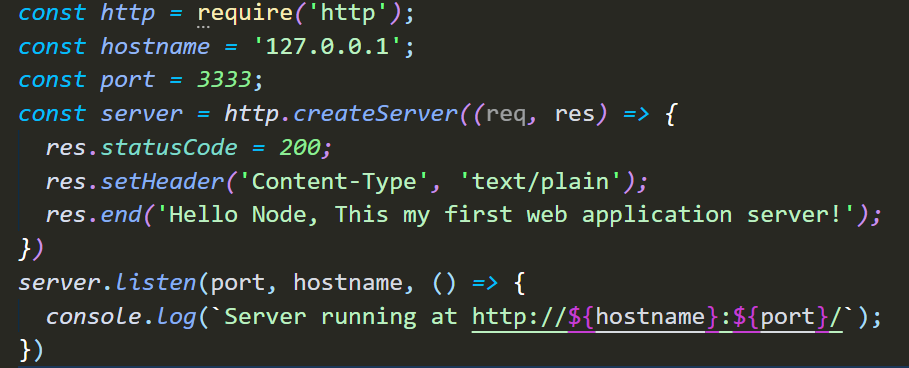 const http = require('http');
const hostname = '127.0.0.1';
const port = 3333;
const server = http.createServer((req, res) => {
  res.statusCode = 200;
  res.setHeader('Content-Type', 'text/plain');
  res.end('Hello Node, This my first web application server!');
})
server.listen(port, hostname, () => {
  console.log(`Server running at http://${hostname}:${port}/`);
})